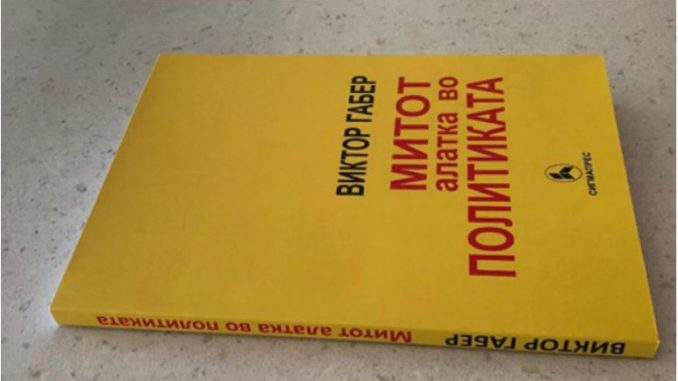 ВИКТОР ГАБЕР
МИТОТ
алатка во
ПОЛИТИКАТА
СИГМАПРЕС
ВИКТОР ГАБЕР Митот алатка во политиката